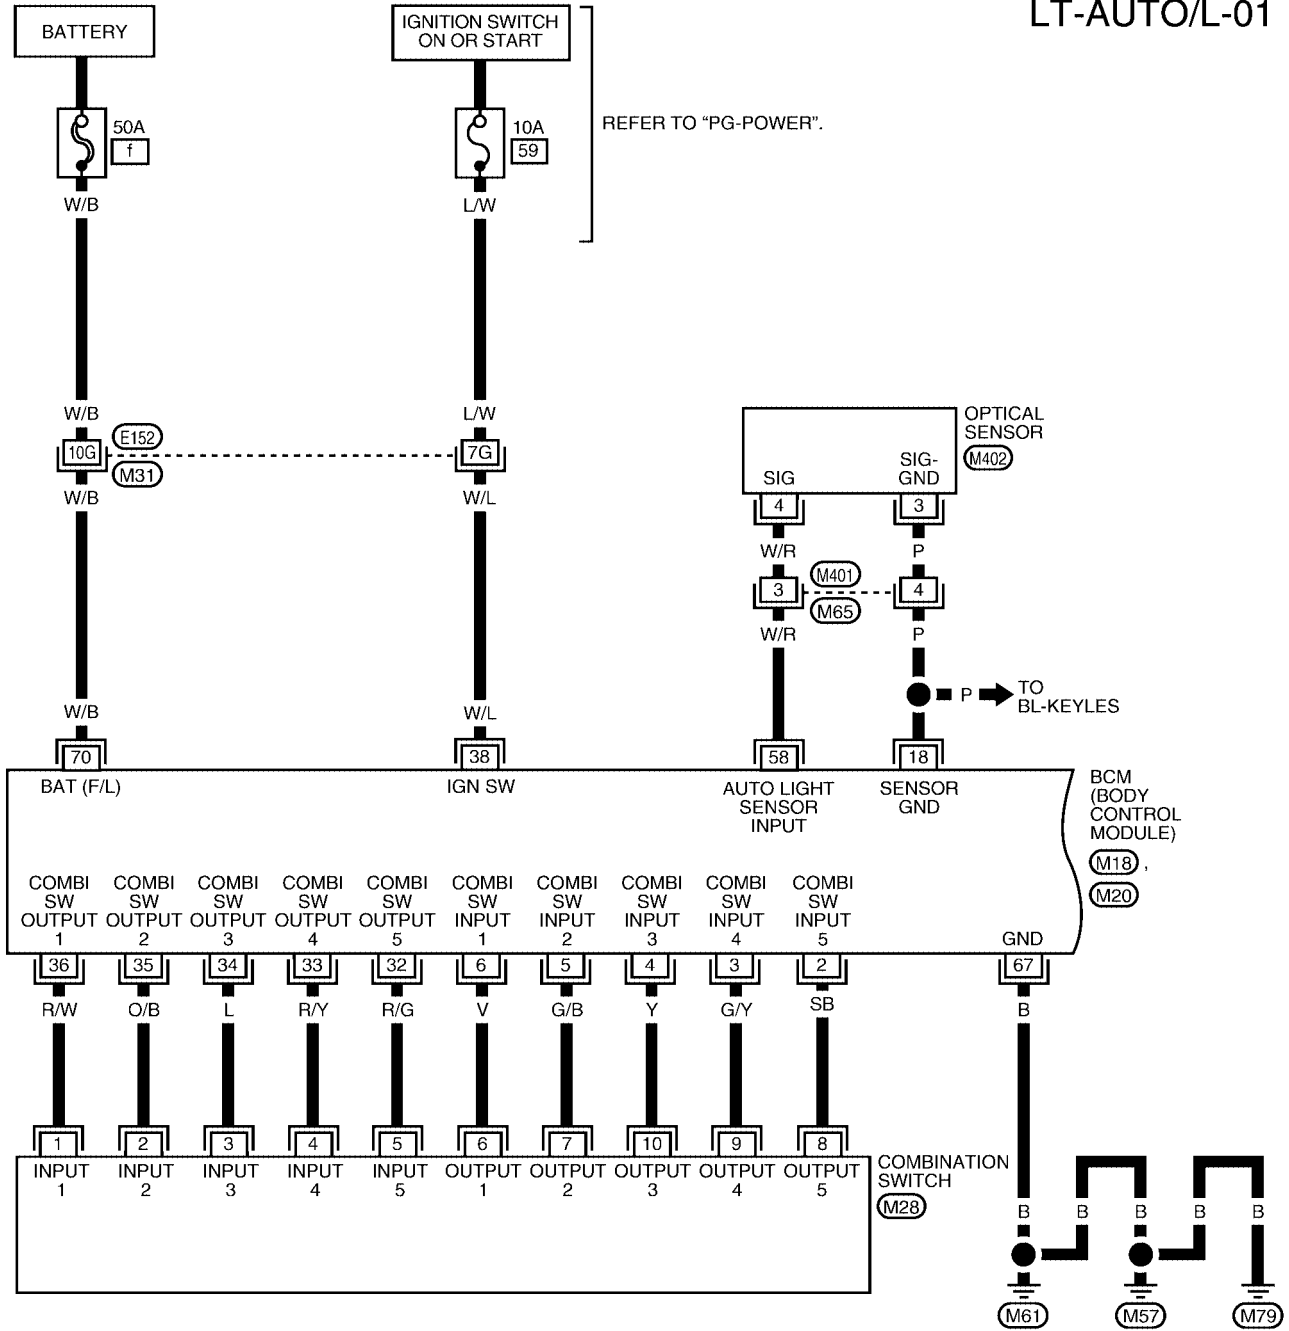 LT-AUTO/L-01
BATTERY
IGNITION SWITCH
ON OR START
50A
f
10A
59
REFER TO “PG-POWER”.
W/B
L/W
W/B
L/W
10G
E152
M31
7G
W/B
W/L
OPTICAL
SENSOR
M402
SIG
SIG-
GND
4
3
W/R
P
3
M401
M65
4
W/R
P
P
TO
BL-KEYLES
W/B
W/L
70
38
58
18
BAT (F/L)
IGN SW
AUTO LIGHT
SENSOR
INPUT
SENSOR
GND
BCM
(BODY
CONTROL
MODULE)
M18 ,
M20
COMBI
SW
OUTPUT
1
COMBI
SW
OUTPUT
2
COMBI
SW
OUTPUT
3
COMBI
SW
OUTPUT
4
COMBI
SW
OUTPUT
5
COMBI
SW
INPUT
1
COMBI
SW
INPUT
2
COMBI
SW
INPUT
3
COMBI
SW
INPUT
4
COMBI
SW
INPUT
5
GND
36
35
34
33
32
6
5
4
3
2
67
R/W
O/B
L
R/Y
R/G
V
G/B
Y
G/Y
SB
B
1
2
3
4
5
6
7
10
9
8
INPUT
1
INPUT
2
INPUT
3
INPUT
4
INPUT
5
OUTPUT
1
OUTPUT
2
OUTPUT
3
OUTPUT
4
OUTPUT
5
COMBINATION
SWITCH
M28
B
B
B
B
B
M61
M57
M79